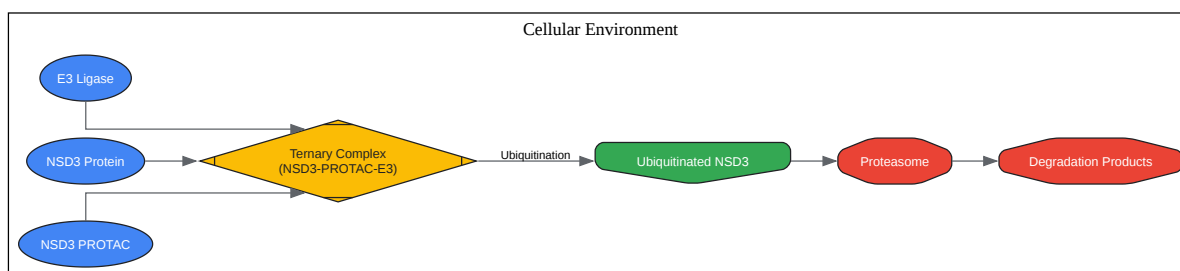 Cellular Environment
E3 Ligase
NSD3 Protein
NSD3 PROTAC
Ternary Complex
(NSD3-PROTAC-E3)
Ubiquitination
Ubiquitinated NSD3
Proteasome
Degradation Products